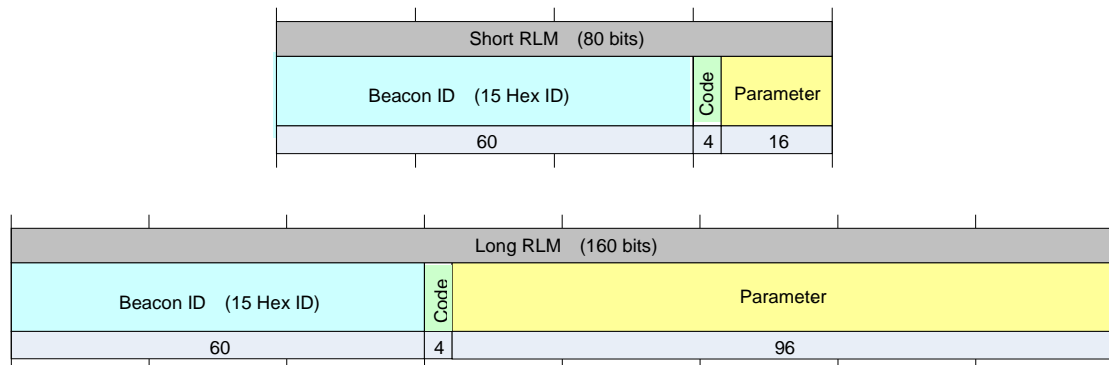 Short RLM (80 bits)
Beacon ID (15 Hex ID)
Code
Parameter
60
4
16
Long RLM (160 bits)
Beacon ID (15 Hex ID)
Code
Parameter
60
4
96